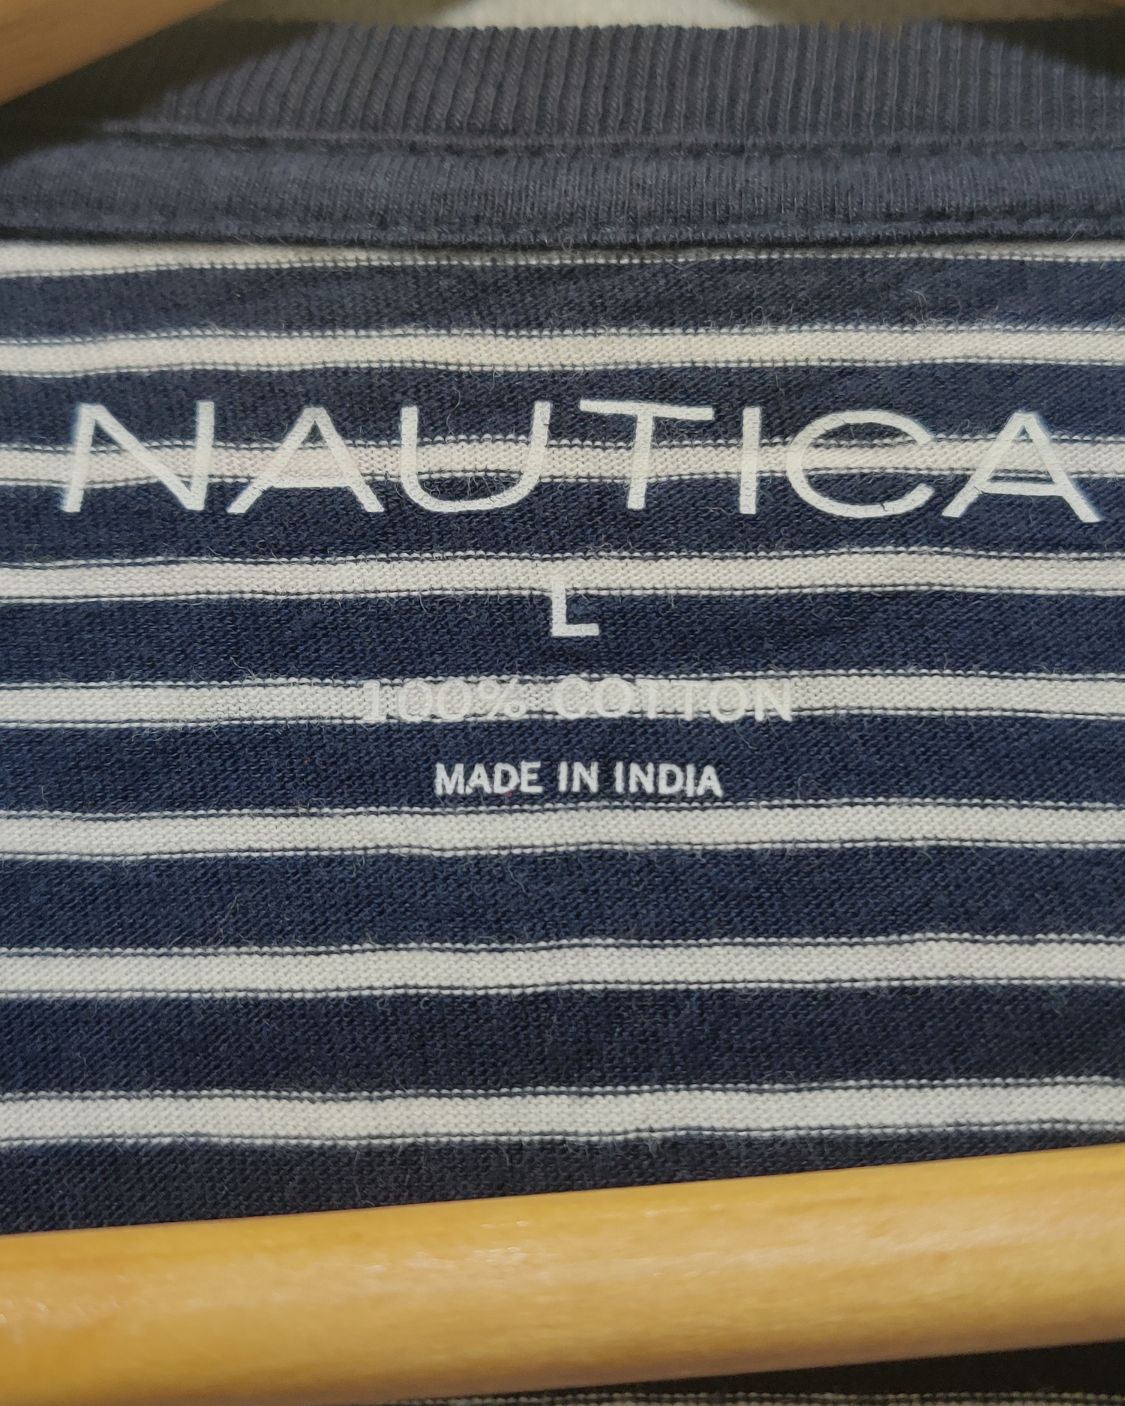 NAUTICA
L
100% COTTON
MADE IN INDIA